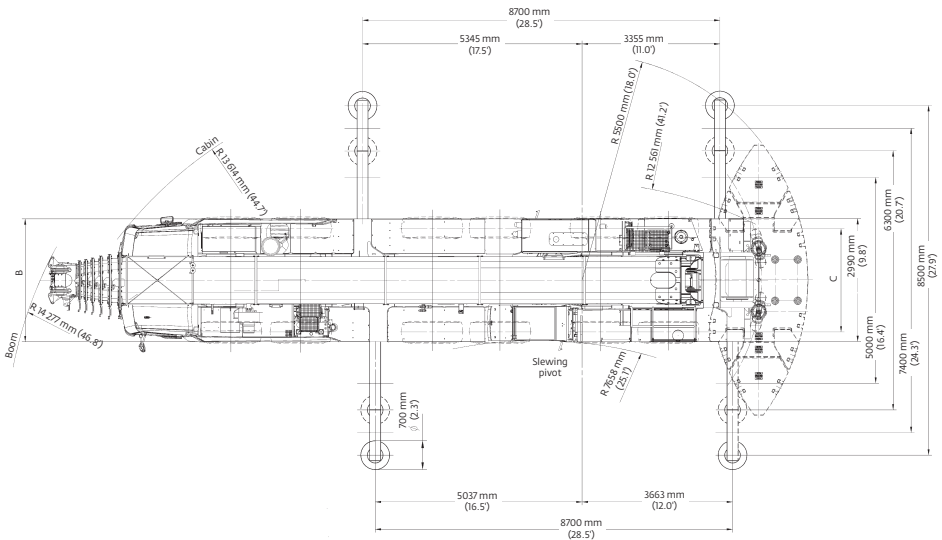 8700 mm
(28.5')
5345 mm
(17.5')
3355 mm
(11.0')
R 5500 mm (18.0')
R 12 561 mm (41.2')
Cabin
R 13 614 mm (44.7')
B
R 14 277 mm (46.8')
Boom
C
2990 mm
(9.8')
6300 mm
(20.7')
8500 mm
(27.9')
5000 mm
(16.4')
7400 mm
(24.3')
Slewing
pivot
R 7658 mm
(25.1')
700 mm
⌀ (2.3')
5037 mm
(16.5')
3663 mm
(12.0')
8700 mm
(28.5')